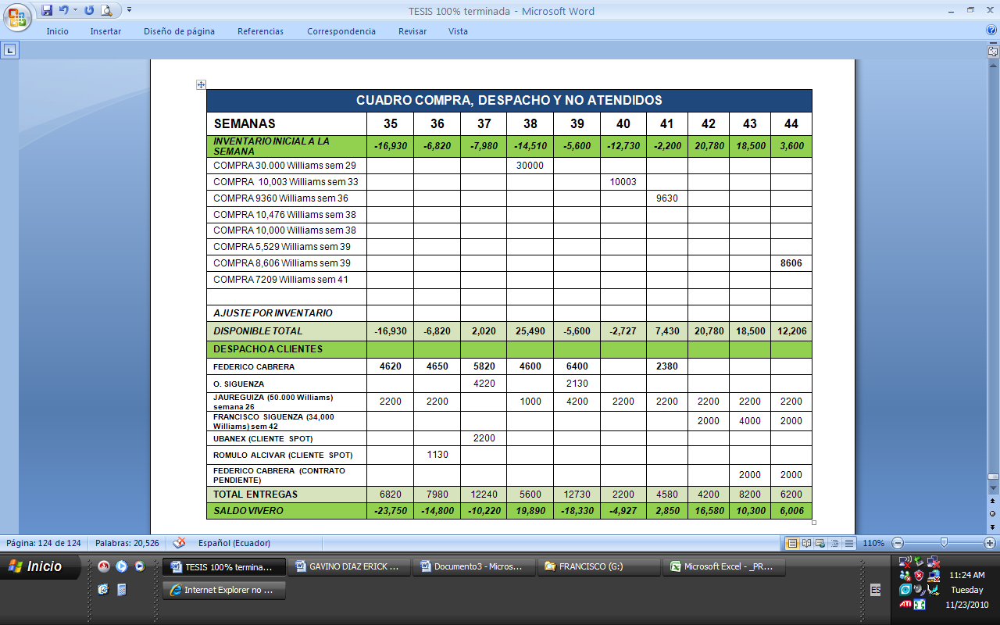 TESIS 100% terminada - Microsoft Word
Inicio Insertar Diseño de página Referencias Correspondencia Revisar Vista
CUADRO COMPRA, DESPACHO Y NO ATENDIDOS
SEMANAS 35 36 37 38 39 40 41 42 43 44
INVENTARIO INICIAL A LA
SEMANA -16,930 -6,820 -7,980 -14,510 -5,600 -12,730 -2,200 20,780 18,500 3,600
COMPRA 30.000 Williams sem 29 30000
COMPRA 10,003 Williams sem 33 10003
COMPRA 9360 Williams sem 36 9630
COMPRA 10,476 Williams sem 38
COMPRA 10,000 Williams sem 38
COMPRA 5,529 Williams sem 39
COMPRA 8,606 Williams sem 39 8606
COMPRA 7209 Williams sem 41
AJUSTE POR INVENTARIO
DISPONIBLE TOTAL -16,930 -6,820 2,020 25,490 -5,600 -2,727 7,430 20,780 18,500 12,206
DESPACHO A CLIENTES
FEDERICO CABRERA 4620 4650 5820 4600 6400 2380
O. SIGUENZA 4220 2130
JAUREGUIZA (50.000 Williams)
semana 26 2200 2200 1000 4200 2200 2200 2200 2200 2200
FRANCISCO SIGUENZA (34,000
Williams) sem 42 2000 4000 2000
UBANEX (CLIENTE SPOT) 2200
ROMULO ALCIVAR (CLIENTE SPOT) 1130
FEDERICO CABRERA (CONTRATO
PENDIENTE) 2000 2000
TOTAL ENTREGAS 6820 7980 12240 5600 12730 2200 4580 4200 8200 6200
SALDO VIVERO -23,750 -14,800 -10,220 19,890 -18,330 -4,927 2,850 16,580 10,300 6,006
Página: 124 de 124 Palabras: 20,526 Español (Ecuador) 110%
Inicio TESIS 100% termina... GAVINO DIAZ ERICK ... Documento3 - Micros... FRANCISCO (G:) Microsoft Excel - _PR...
Internet Explorer no ...
ES
ATI
11:24 AM
Tuesday
11/23/2010